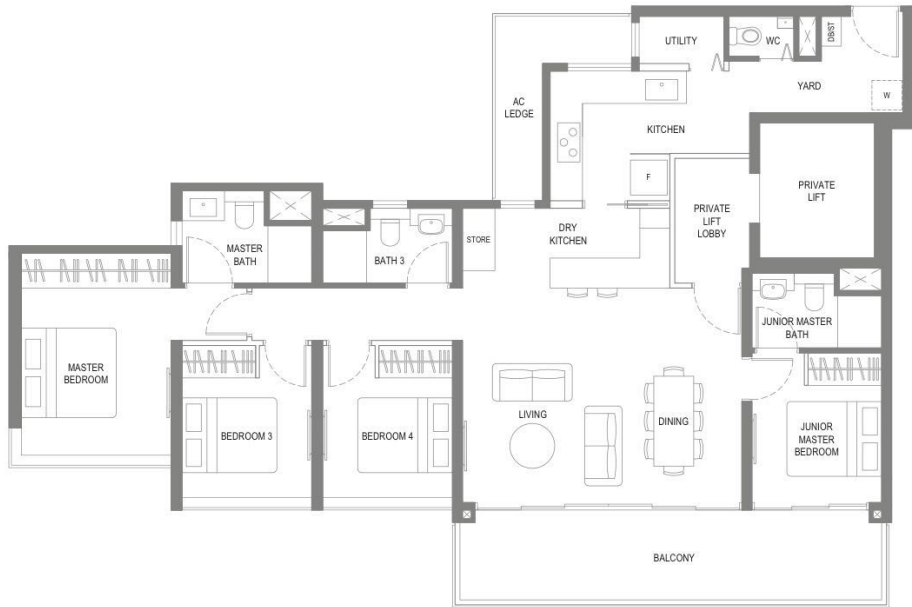 UTILITY
WC
DB/ST
YARD
W
AC
LEDGE
KITCHEN
F
PRIVATE
LIFT
LOBBY
PRIVATE
LIFT
MASTER
BATH
BATH 3
STORE
DRY
KITCHEN
JUNIOR MASTER
BATH
MASTER
BEDROOM
BEDROOM 3
BEDROOM 4
LIVING
DINING
JUNIOR
MASTER
BEDROOM
BALCONY